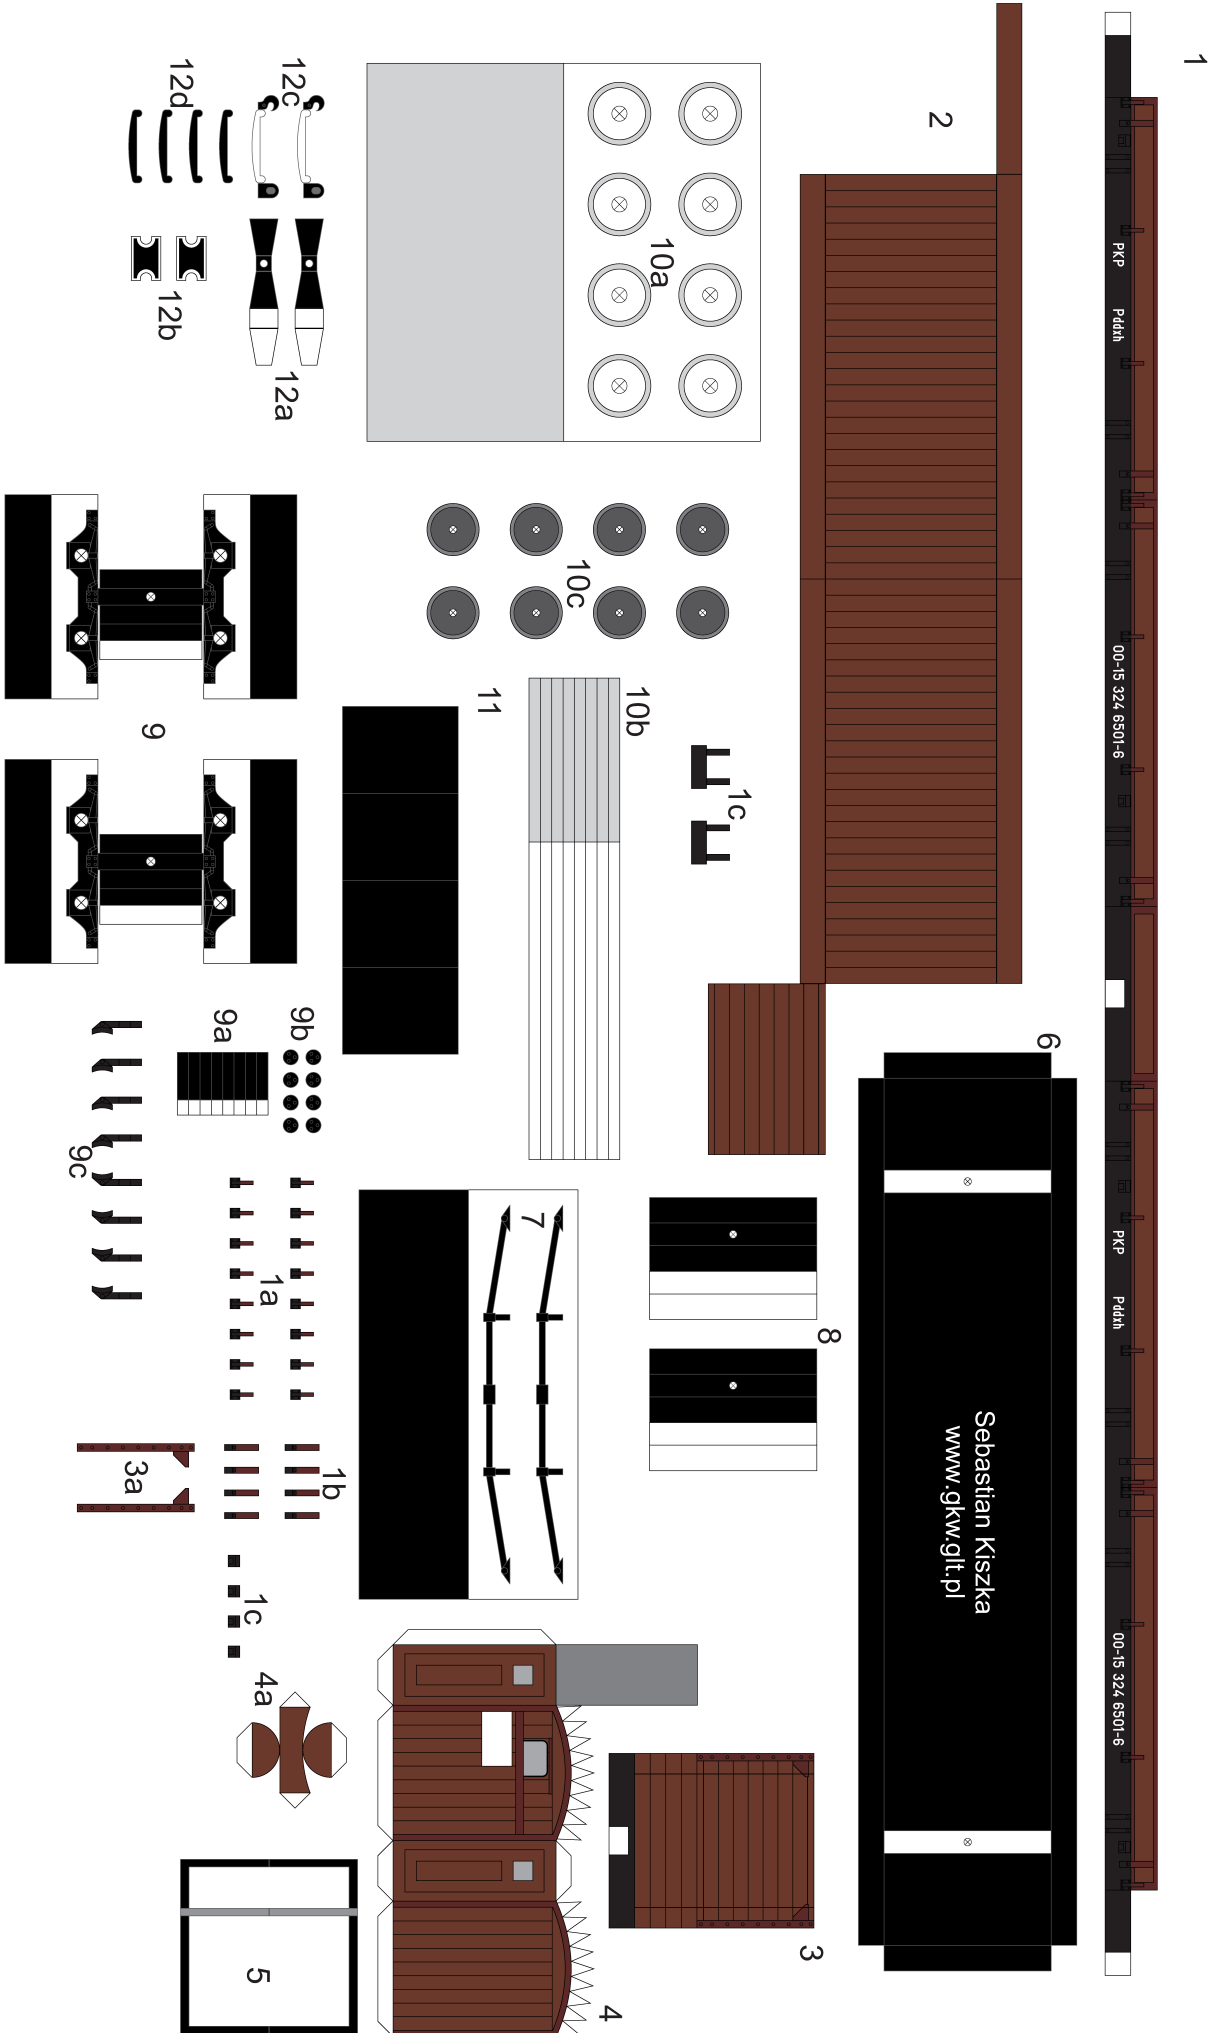 1
PKP
Pddxh
00-15 324 6501-6
PKP
Pddxh
00-15 324 6501-6
2
6
Sebastian Kiszka
www.gkw.glt.pl
10a
12c
12d
12b
12a
10c
10b
1c
11
9
8
7
9b
9a
9c
1a
1b
3a
1c
4a
3
4
5